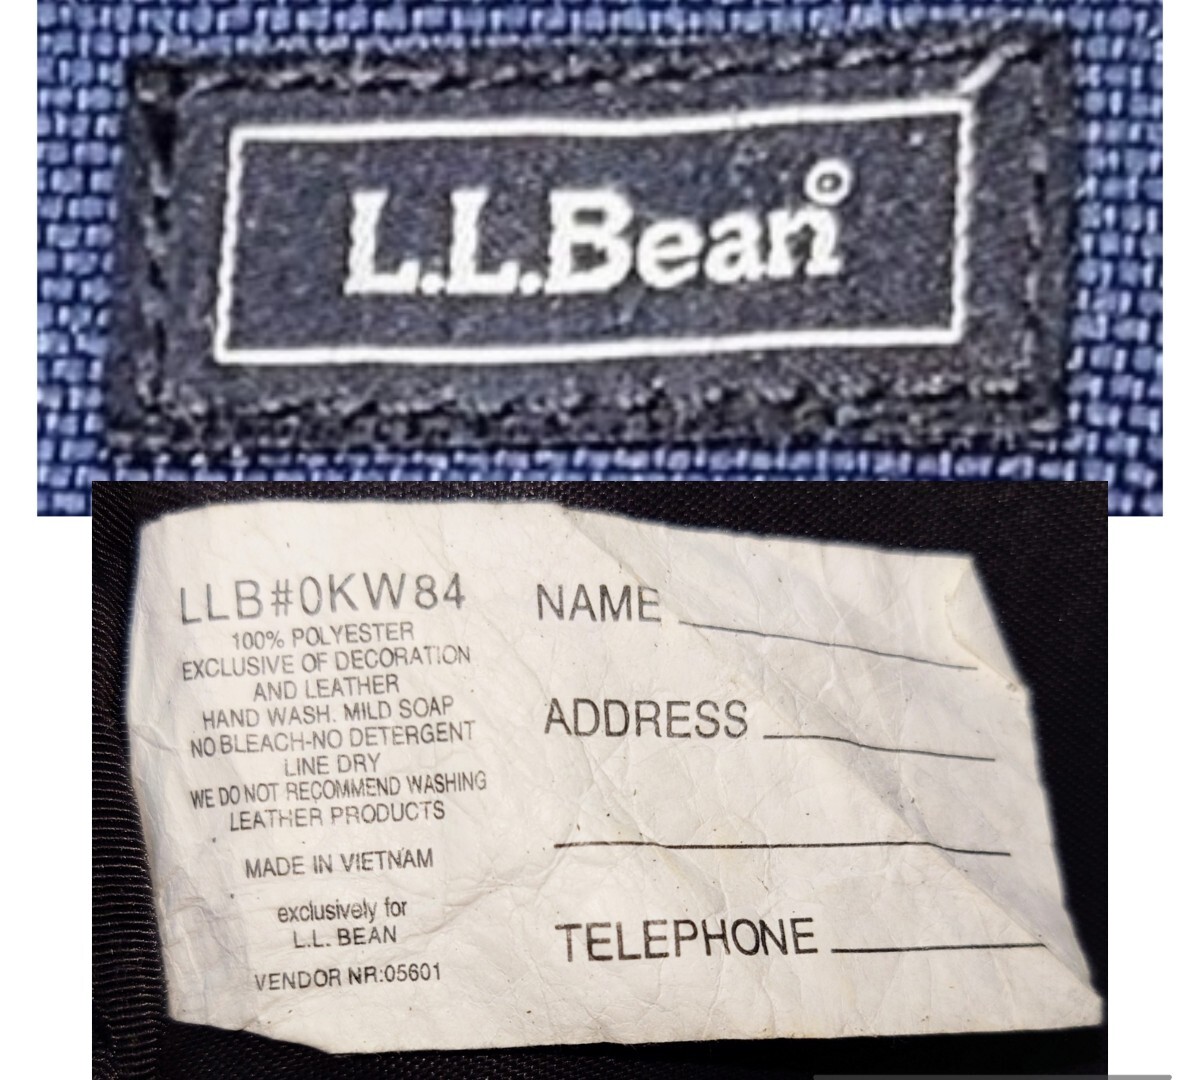 L.L.Bean®
LLB#0KW84
100% POLYESTER
EXCLUSIVE OF DECORATION
AND LEATHER
HAND WASH. MILD SOAP
NO BLEACH-NO DETERGENT
LINE DRY
WE DO NOT RECOMMEND WASHING
LEATHER PRODUCTS
MADE IN VIETNAM
exclusively for
L.L. BEAN
VENDOR NR:05601
NAME
ADDRESS
TELEPHONE